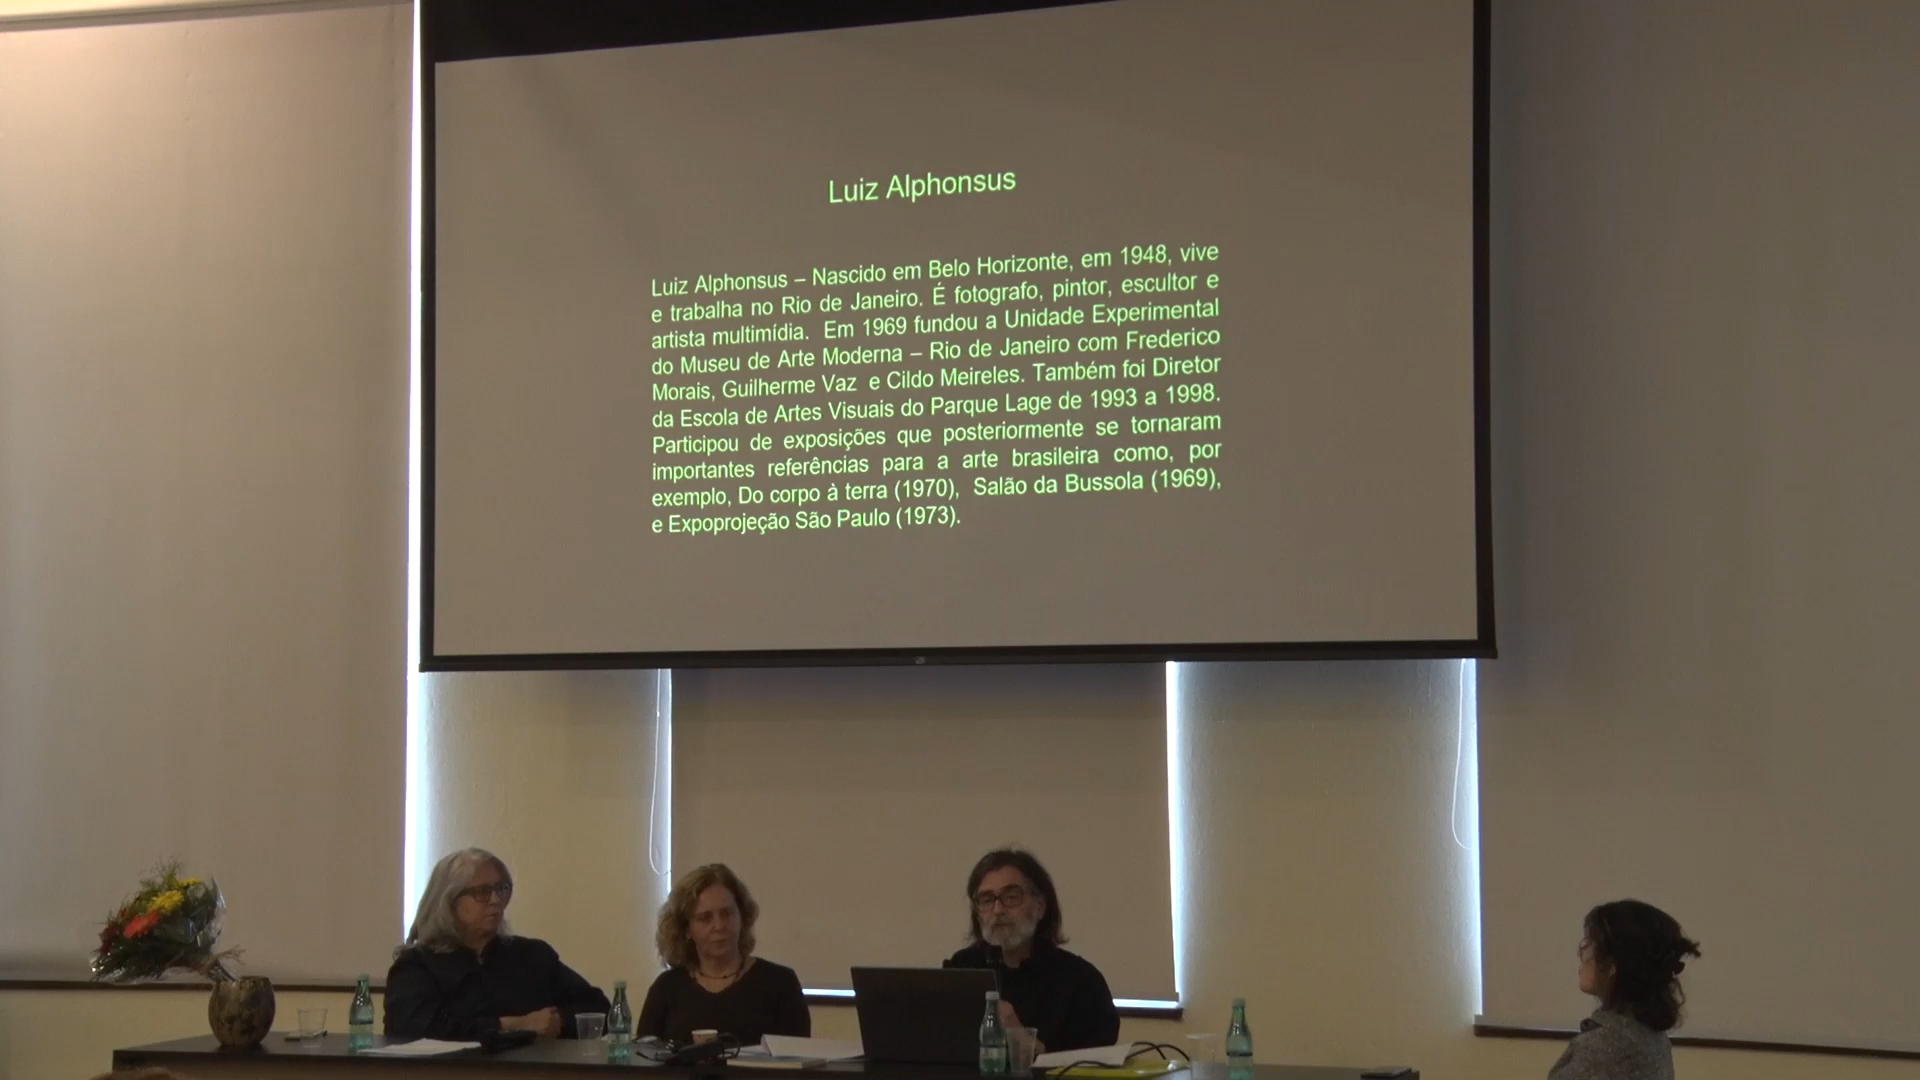 Luiz Alphonsus
Luiz Alphonsus – Nascido em Belo Horizonte, em 1948, vive
e trabalha no Rio de Janeiro. É fotografo, pintor, escultor e
artista multimídia. Em 1969 fundou a Unidade Experimental
do Museu de Arte Moderna – Rio de Janeiro com Frederico
Morais, Guilherme Vaz e Cildo Meireles. Também foi Diretor
da Escola de Artes Visuais do Parque Lage de 1993 a 1998.
Participou de exposições que posteriormente se tornaram
importantes referências para a arte brasileira como, por
exemplo, Do corpo à terra (1970), Salão da Bussola (1969),
e Expoprojeção São Paulo (1973).